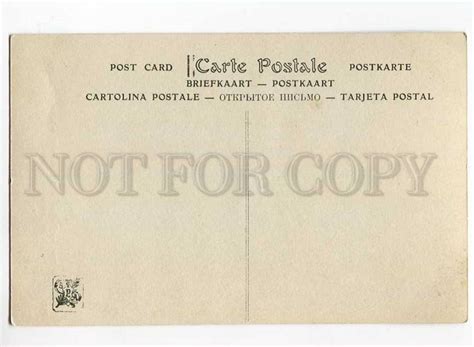 POST CARD Carte Postale POSTKARTE
BRIEFKAART — POSTKAART
CARTOLINA POSTALE — ОТКРЫТОЕ ПИСЬМО — TARJETA POSTAL
NOT FOR COPY